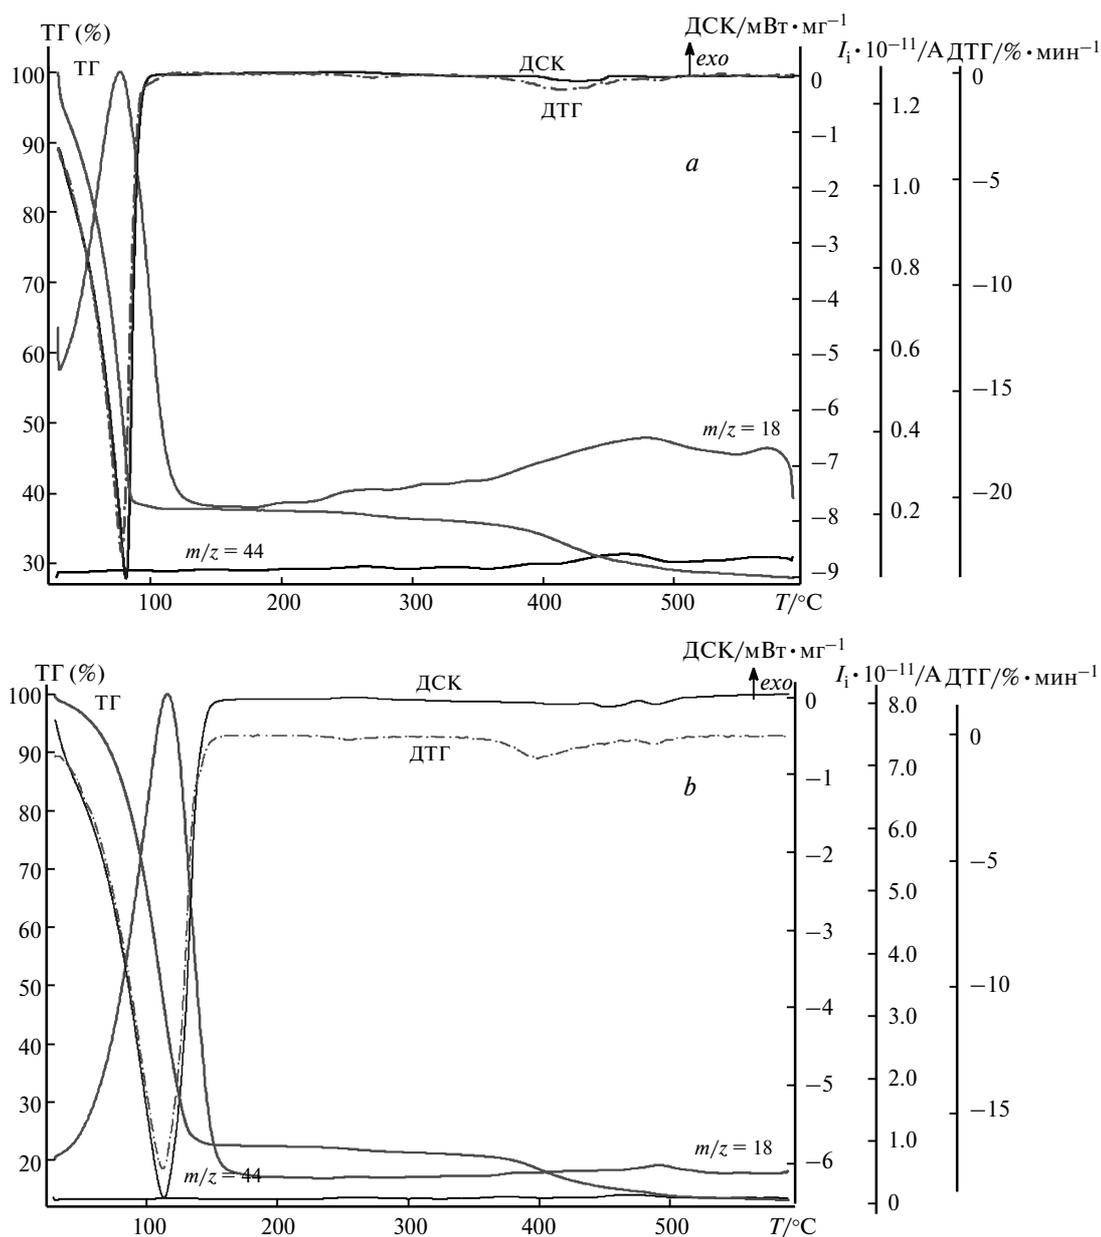 ТГ (%)
ДСК/мВт • мг−1
Ii • 10−11/А
ДТГ/% • мин−1
ТГ
ДСК
exo
ДТГ
a
100
90
80
70
60
50
40
30
0
−1
−2
−3
−4
−5
−6
−7
−8
−9
1.2
1.0
0.8
0.6
0.4
0.2
0
−5
−10
−15
−20
m/z = 18
m/z = 44
100 200 300 400 500 T/°C
ТГ (%)
ДСК/мВт • мг−1
Ii • 10−11/А
ДТГ/% • мин−1
ТГ
ДСК
exo
ДТГ
b
100
90
80
70
60
50
40
30
20
0
−1
−2
−3
−4
−5
−6
8.0
7.0
6.0
5.0
4.0
3.0
2.0
1.0
0
0
−5
−10
−15
m/z = 18
m/z = 44
100 200 300 400 500 T/°C